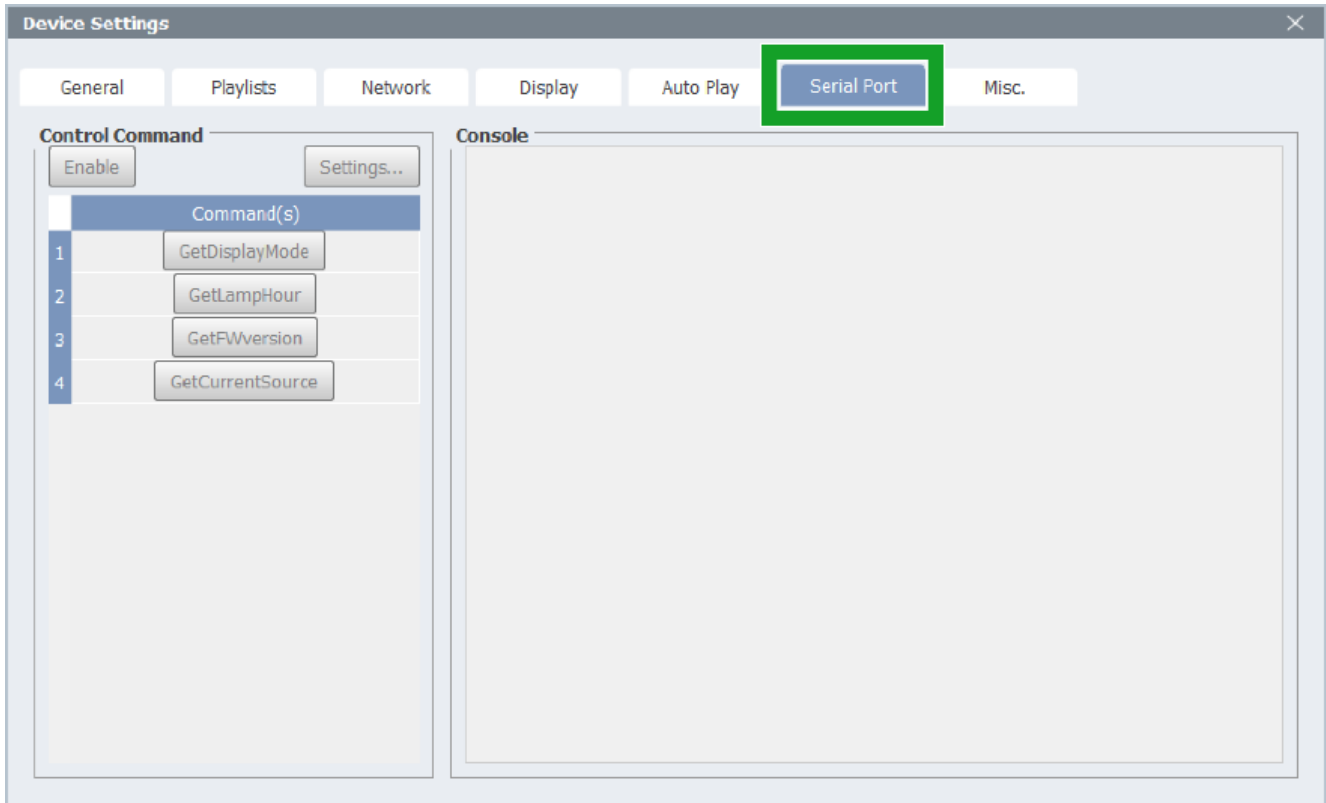 Device Settings
General Playlists Network Display Auto Play Serial Port Misc.
Control Command
Console
Enable Settings...
Command(s)
1 GetDisplayMode
2 GetLampHour
3 GetFWversion
4 GetCurrentSource